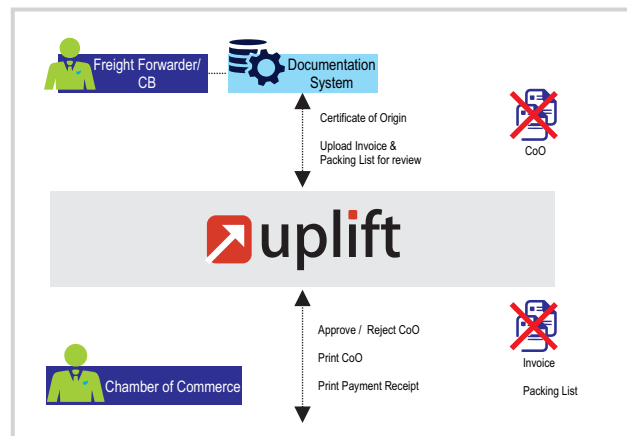 Freight Forwarder/
CB
Documentation
System
Certificate of Origin
Upload Invoice &
Packing List for review
CoO
uplift
Approve / Reject CoO
Print CoO
Print Payment Receipt
Invoice
Packing List
Chamber of Commerce